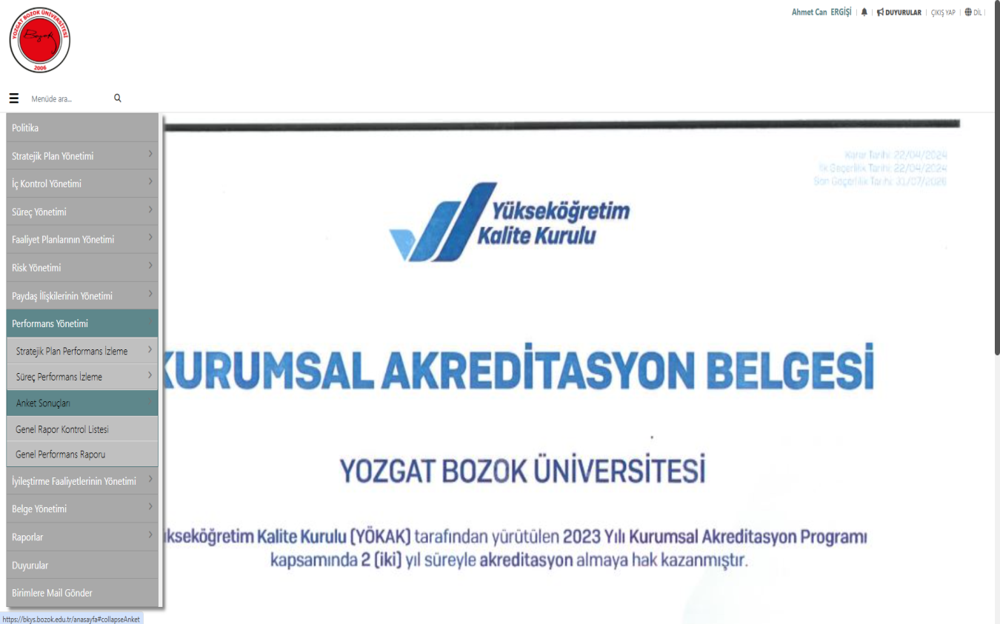 YOZGAT BOZOK ÜNİVERSİTESİ
Bozok
2006
Ahmet Can ERGİŞİ | DUYURULAR | ÇIKIŞ YAP | DİL |
Menüde ara...
Politika
Stratejik Plan Yönetimi
İç Kontrol Yönetimi
Süreç Yönetimi
Faaliyet Planlarının Yönetimi
Risk Yönetimi
Paydaş İlişkilerinin Yönetimi
Performans Yönetimi
Stratejik Plan Performans İzleme
Süreç Performans İzleme
Anket Sonuçları
Genel Rapor Kontrol Listesi
Genel Performans Raporu
İyileştirme Faaliyetlerinin Yönetimi
Belge Yönetimi
Raporlar
Duyurular
Birimlere Mail Gönder
Karar Tarihi: 22/04/2024
İlk Geçerlilik Tarihi: 22/04/2024
Son Geçerlilik Tarihi: 31/07/2026
Yükseköğretim
Kalite Kurulu
KURUMSAL AKREDİTASYON BELGESİ
YOZGAT BOZOK ÜNİVERSİTESİ
ükseköğretim Kalite Kurulu (YÖKAK) tarafından yürütülen 2023 Yılı Kurumsal Akreditasyon Programı
kapsamında 2 (iki) yıl süreyle akreditasyon almaya hak kazanmıştır.
https://bkys.bozok.edu.tr/anasayfa#collapseAnket